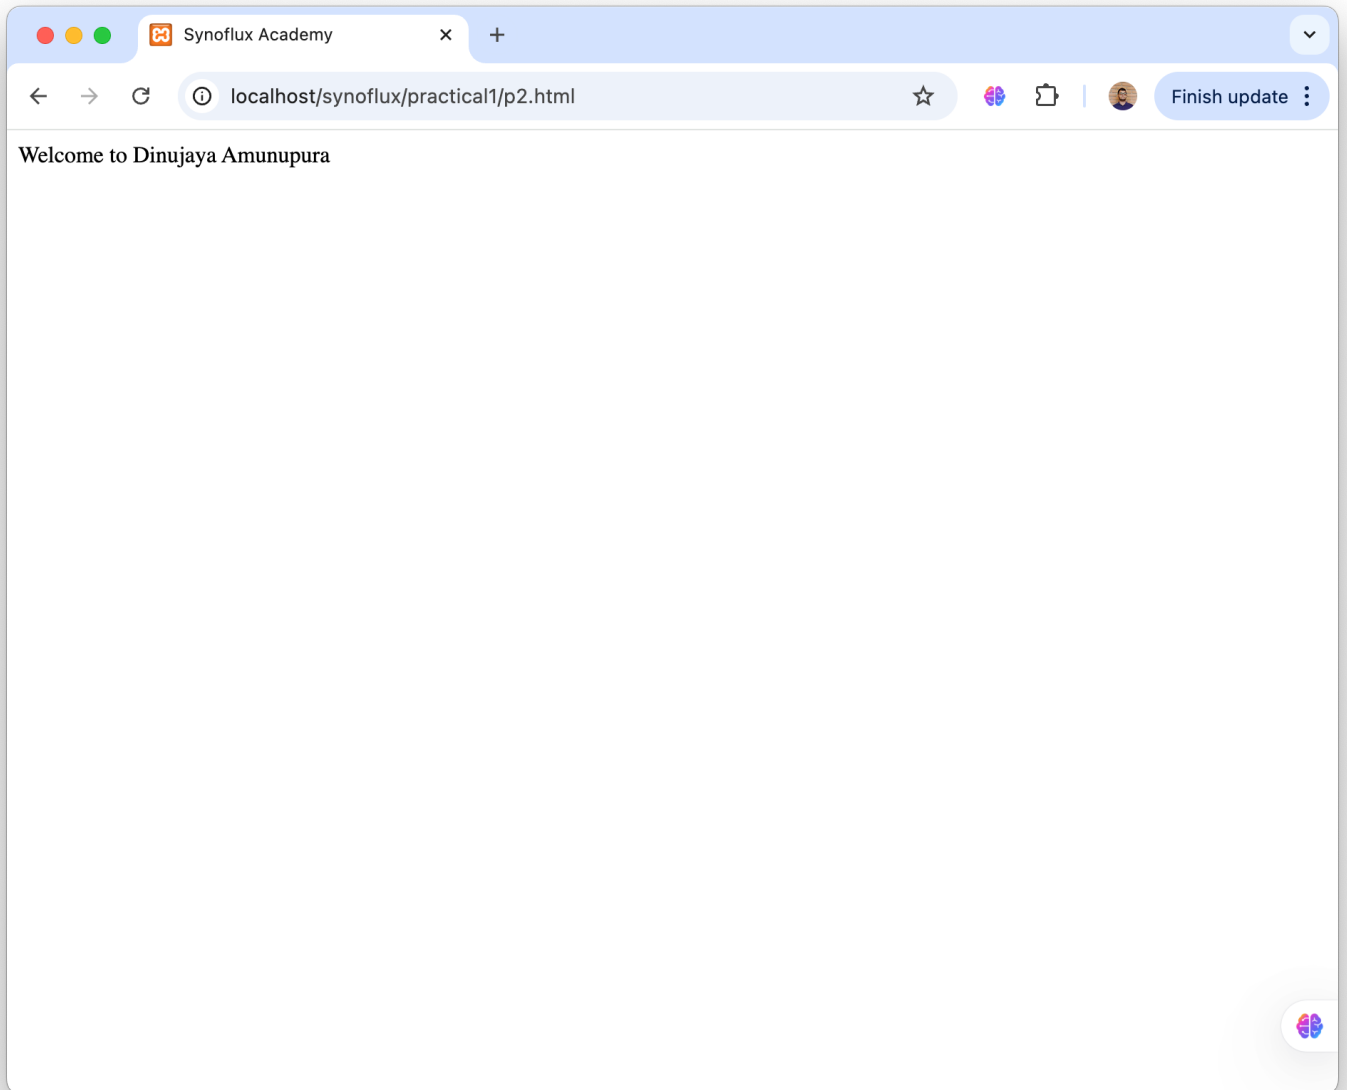 Synoflux Academy
localhost/synoflux/practical1/p2.html
Finish update
Welcome to Dinujaya Amunupura